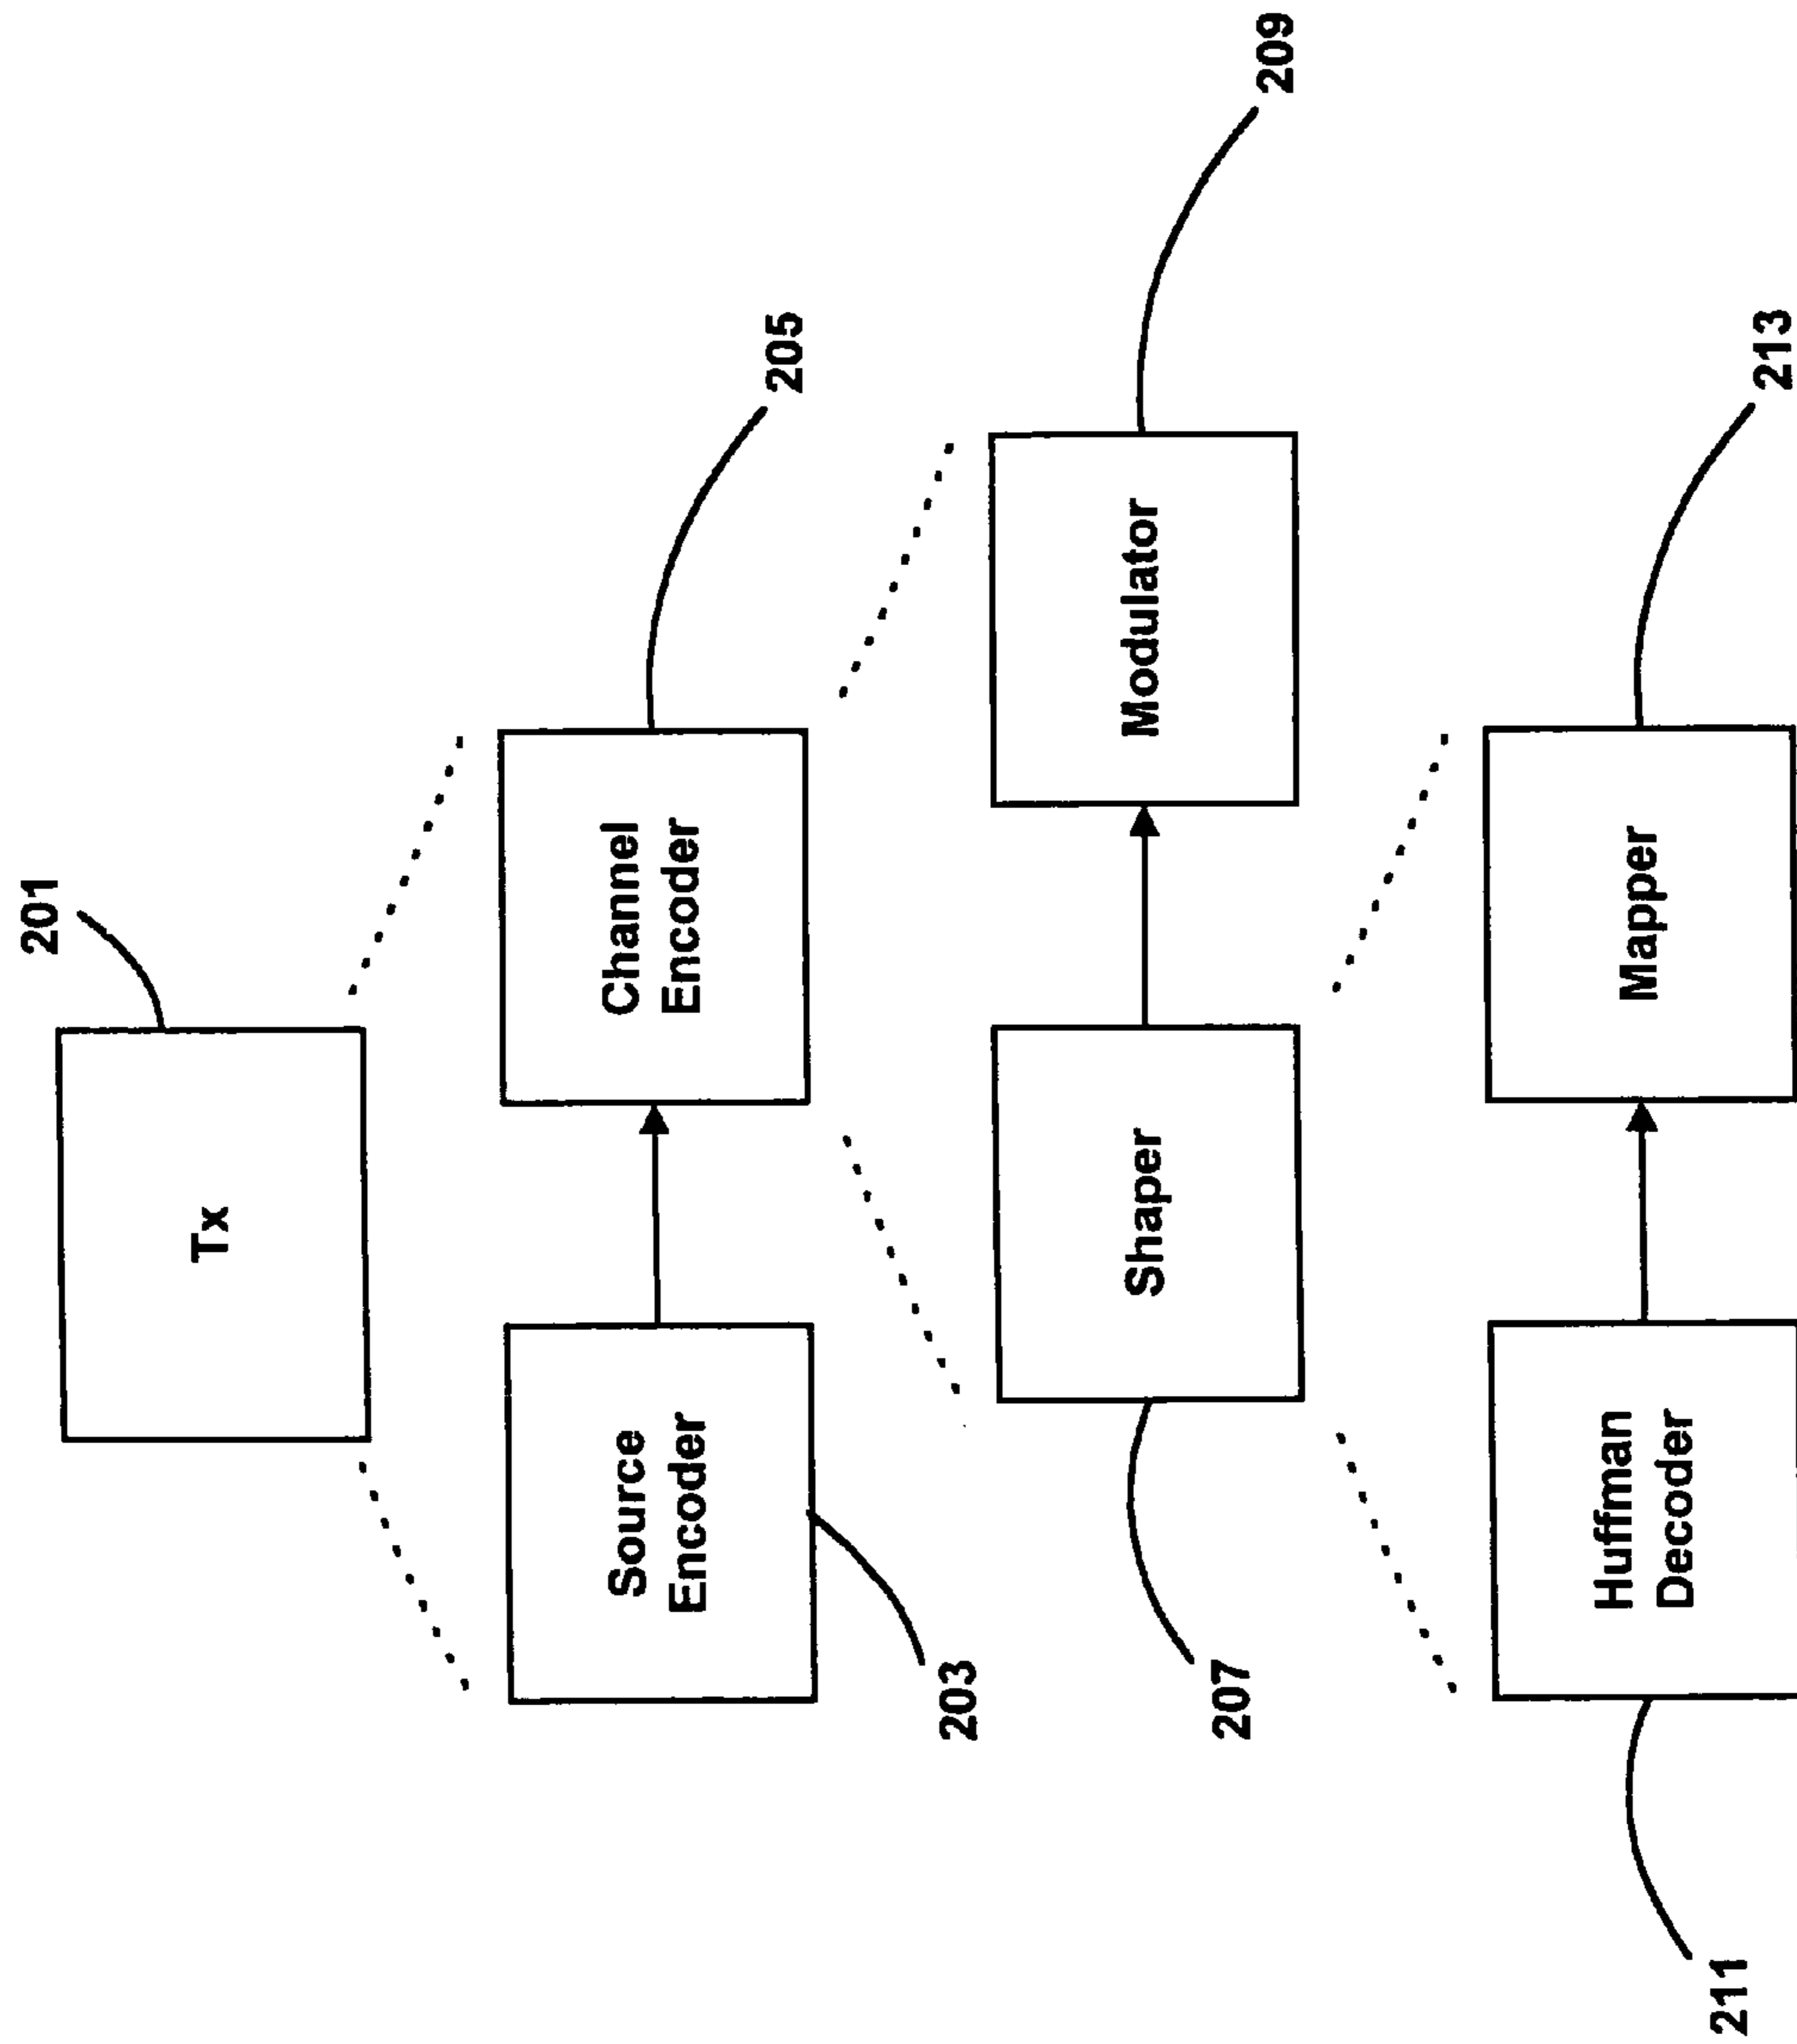 201
Tx
Source
Encoder
Channel
Encoder
203
205
Shaper
Modulator
207
209
Huffman
Decoder
Mapper
211
213